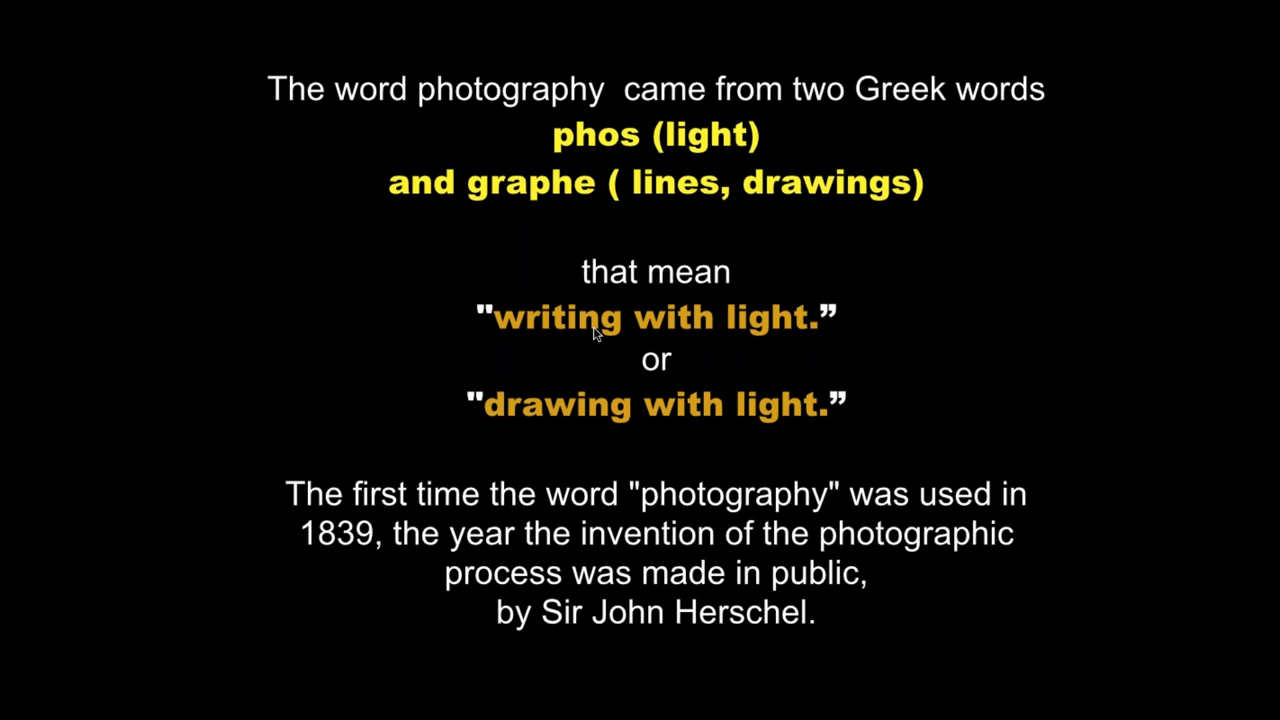 The word photography  came from two Greek words
phos (light)
and graphe ( lines, drawings)
that mean
"writing with light.”
or
"drawing with light.”
The first time the word "photography" was used in
1839, the year the invention of the photographic
process was made in public,
by Sir John Herschel.